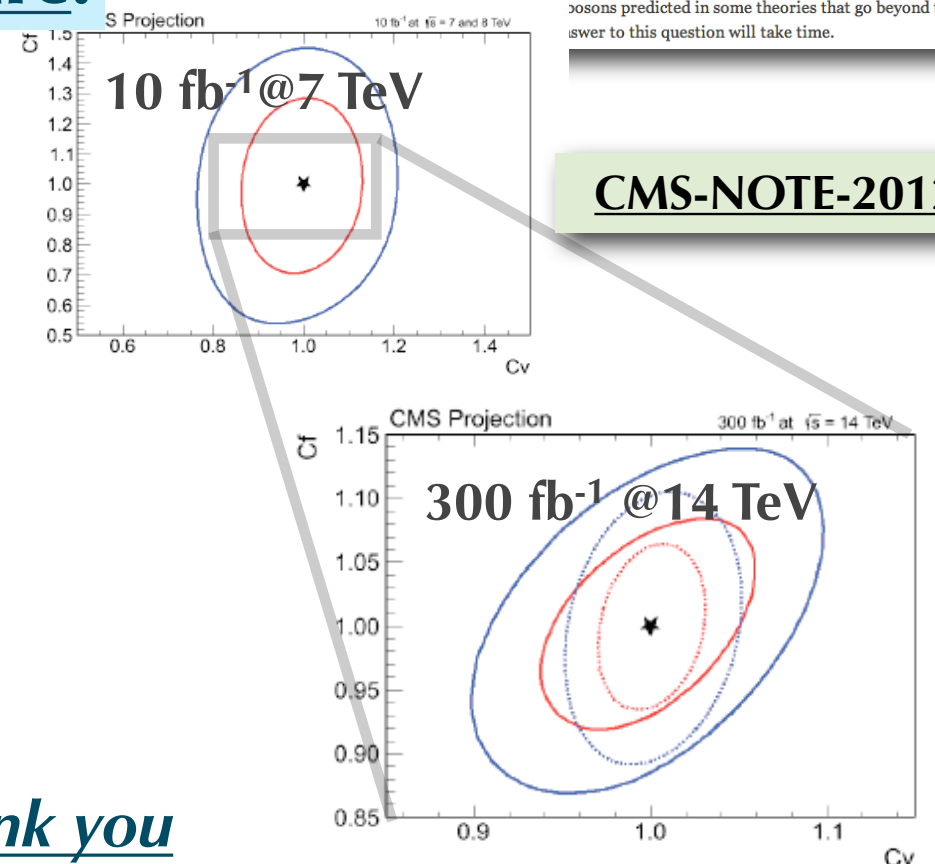 S Projection
10 fb-1 at √s = 7 and 8 TeV
Cf
1.5
1.4
1.3
1.2
1.1
1.0
0.9
0.8
0.7
0.6
0.5
10 fb-1@7 TeV
0.6 0.8 1.0 1.2 1.4
Cv
predicted in some theories that go beyond
to this question will take time.
CMS-NOTE-201
CMS Projection
300 fb-1 at √s = 14 TeV
Cf
1.15
1.10
1.05
1.00
0.95
0.90
0.85
300 fb-1 @14 TeV
0.9 1.0 1.1
Cv
nk you